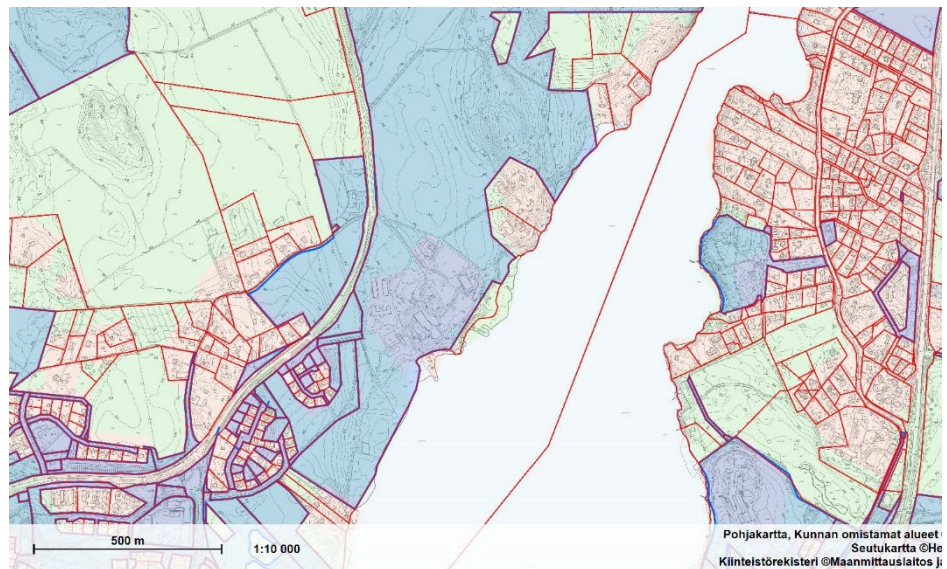 500 m
1:10 000
Pohjakartta, Kunnan omistamat alueet ©
Seutukartta ©He
Kiinteistörekisteri ©Maanmittauslaitos ja